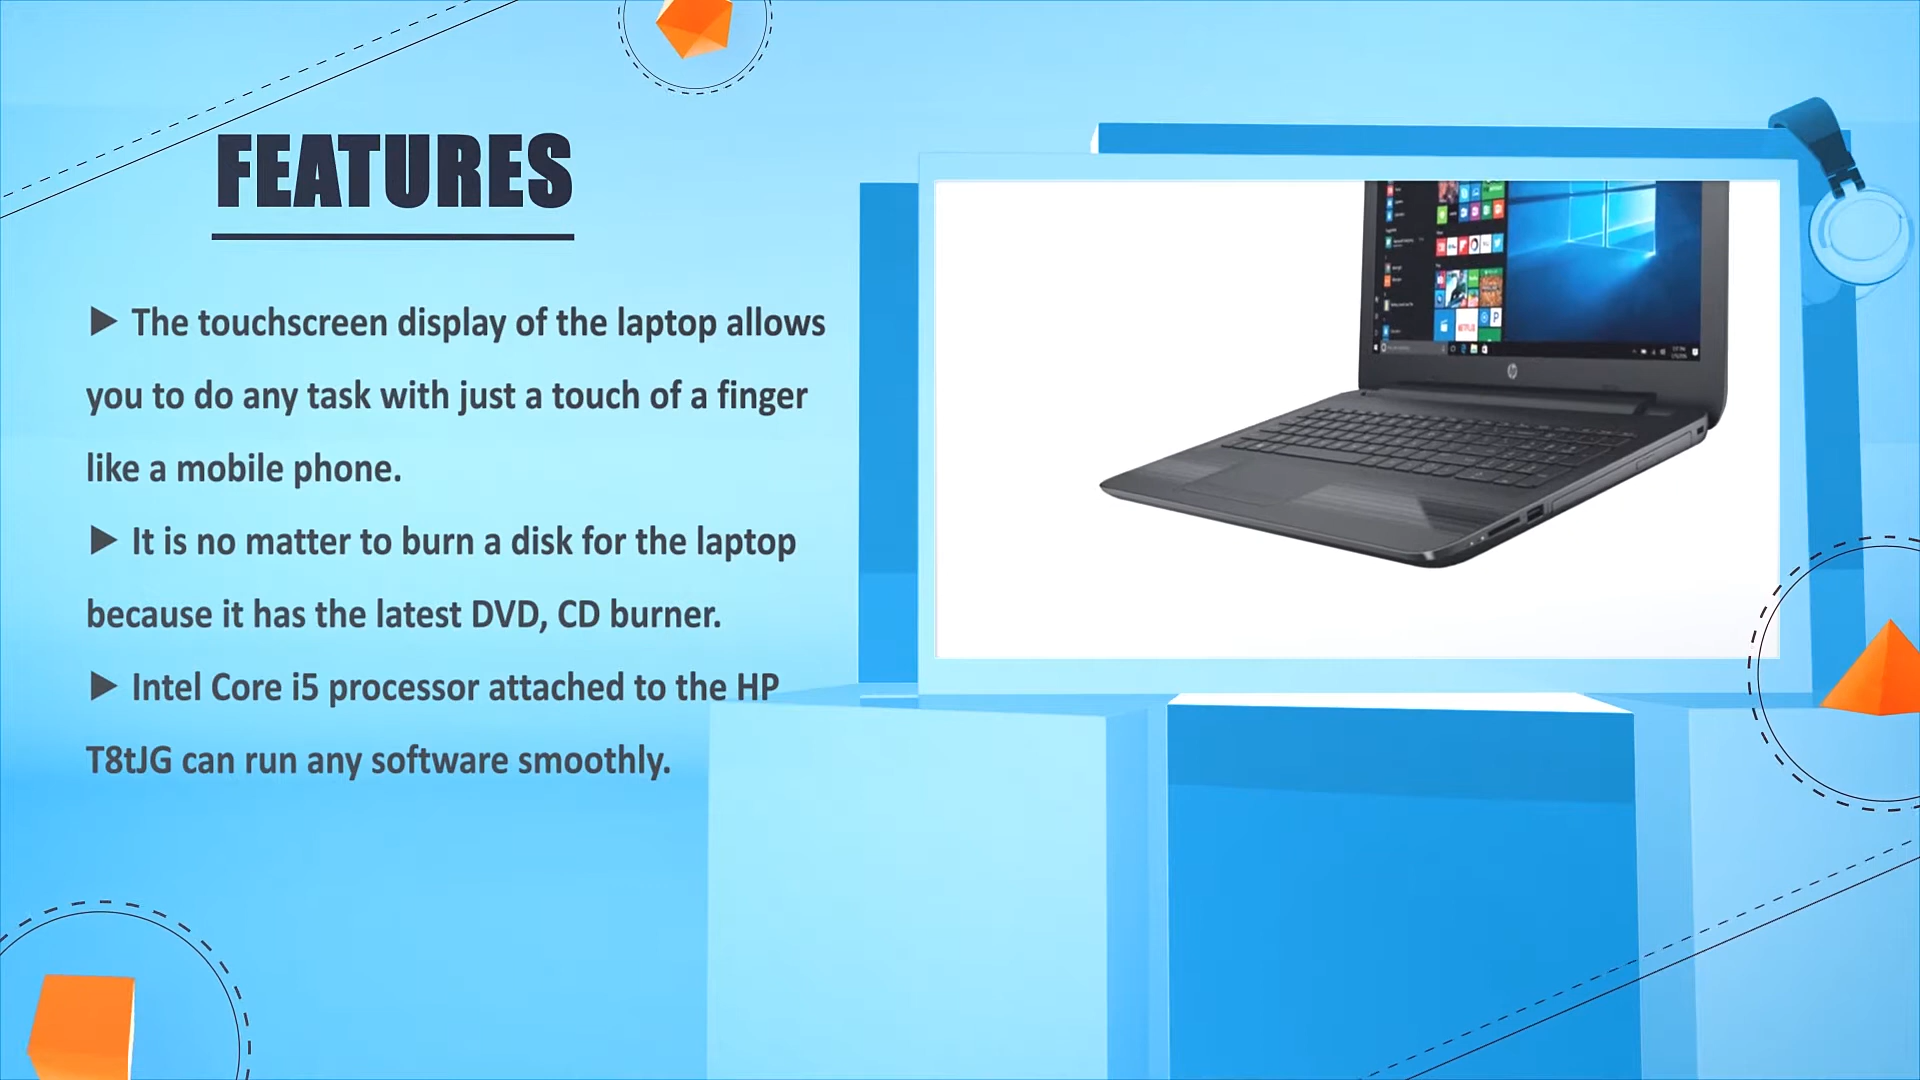 FEATURES
▶ The touchscreen display of the laptop allows
you to do any task with just a touch of a finger
like a mobile phone.
▶ It is no matter to burn a disk for the laptop
because it has the latest DVD, CD burner.
▶ Intel Core i5 processor attached to the HP
T8tJG can run any software smoothly.
NETFLIX
hp